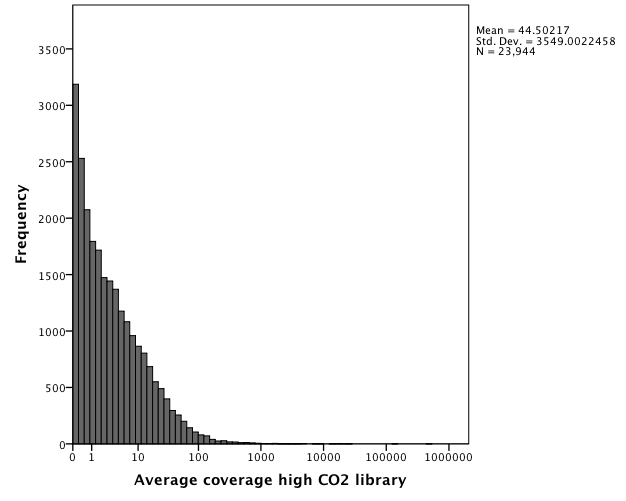 Mean = 44.50217
Std. Dev. = 3549.0022458
N = 23,944
3500
3000
2500
2000
1500
1000
500
0
Frequency
0 1 10 100 1000 10000 100000 1000000
Average coverage high CO2 library